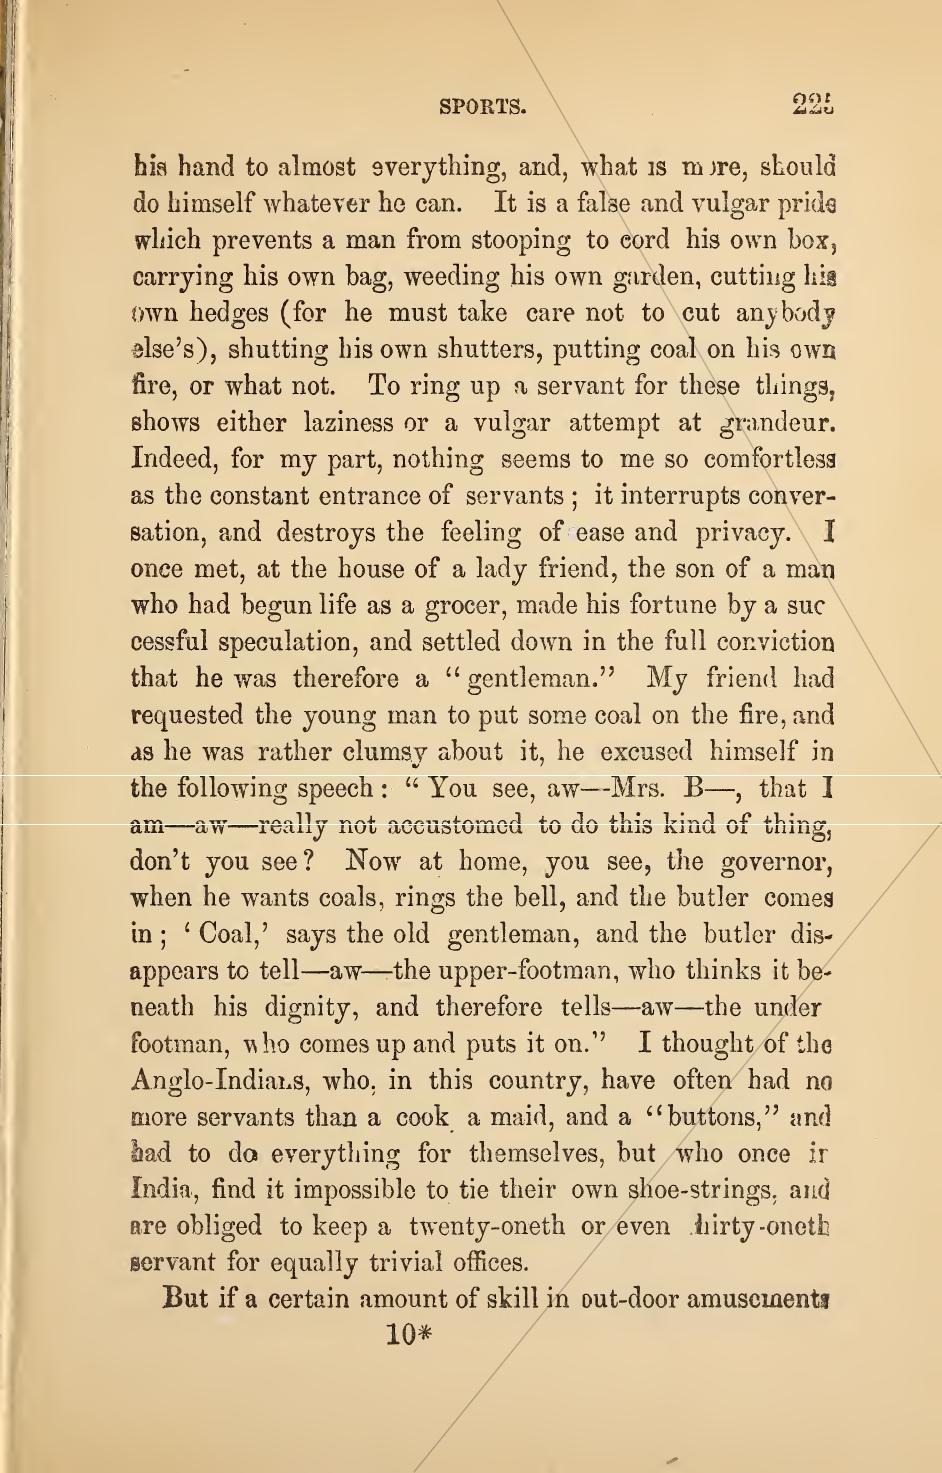 SPORTS. 225
his hand to almost everything, and, what is more, should
do himself whatever he can. It is a false and vulgar pride
which prevents a man from stooping to cord his own box,
carrying his own bag, weeding his own garden, cutting his
own hedges (for he must take care not to cut anybody
else's), shutting his own shutters, putting coal on his own
fire, or what not. To ring up a servant for these things,
shows either laziness or a vulgar attempt at grandeur.
Indeed, for my part, nothing seems to me so comfortless
as the constant entrance of servants; it interrupts conver-
sation, and destroys the feeling of ease and privacy. I
once met, at the house of a lady friend, the son of a man
who had begun life as a grocer, made his fortune by a suc
cessful speculation, and settled down in the full conviction
that he was therefore a "gentleman." My friend had
requested the young man to put some coal on the fire, and
as he was rather clumsy about it, he excused himself in
the following speech: "You see, aw—Mrs. B—, that I
am—aw—really not accustomed to do this kind of thing,
don't you see? Now at home, you see, the governor,
when he wants coals, rings the bell, and the butler comes
in; 'Coal,' says the old gentleman, and the butler dis-
appears to tell—aw—the upper-footman, who thinks it be-
neath his dignity, and therefore tells—aw—the under
footman, who comes up and puts it on." I thought of the
Anglo-Indians, who, in this country, have often had no
more servants than a cook a maid, and a "buttons," and
had to do everything for themselves, but who once in
India, find it impossible to tie their own shoe-strings, and
are obliged to keep a twenty-oneth or even thirty-oneth
servant for equally trivial offices.
But if a certain amount of skill in out-door amusements
10*